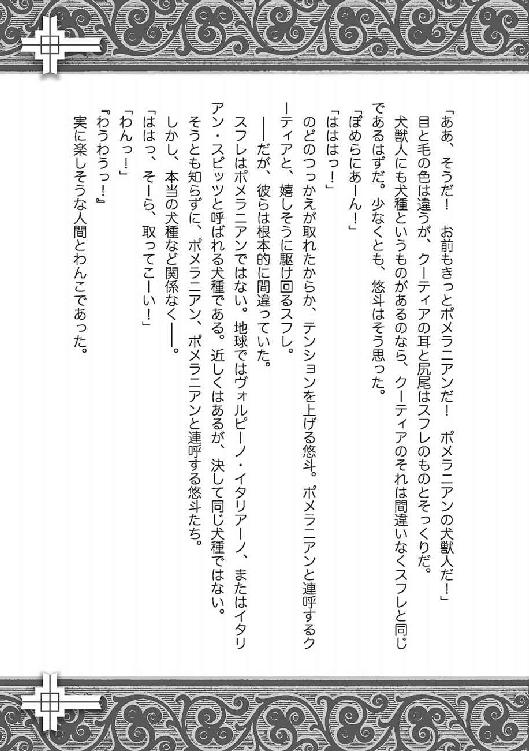 「ああ、そうだ！　お前もきっとポメラニアンだ！　ポメラニアンの犬獣人だ！」
　目と毛の色は違うが、クーティアの耳と尻尾はスフレのものとそっくりだ。
　犬獣人にも犬種というものがあるのなら、クーティアのそれは間違いなくスフレと同じ
であるはずだ。少なくとも、悠斗はそう思った。
「ぽめらにあーん！」
「はははっ！」
　のどのつっかえが取れたからか、テンションを上げる悠斗。ポメラニアンと連呼するク
ーティアと、嬉しそうに駆け回るスフレ。
　――だが、彼らは根本的に間違っていた。
　スフレはポメラニアンではない。地球ではヴォルピーノ・イタリアーノ、またはイタリ
アン・スピッツと呼ばれる犬種である。近しくはあるが、決して同じ犬種ではない。
　そうとも知らずに、ポメラニアン、ポメラニアンと連呼する悠斗たち。
　しかし、本当の犬種など関係なく――。
「ははっ、そーら、取ってこーい！」
「わんっ！」
『わうわうっ！』
　実に楽しそうな人間とわんこであった。